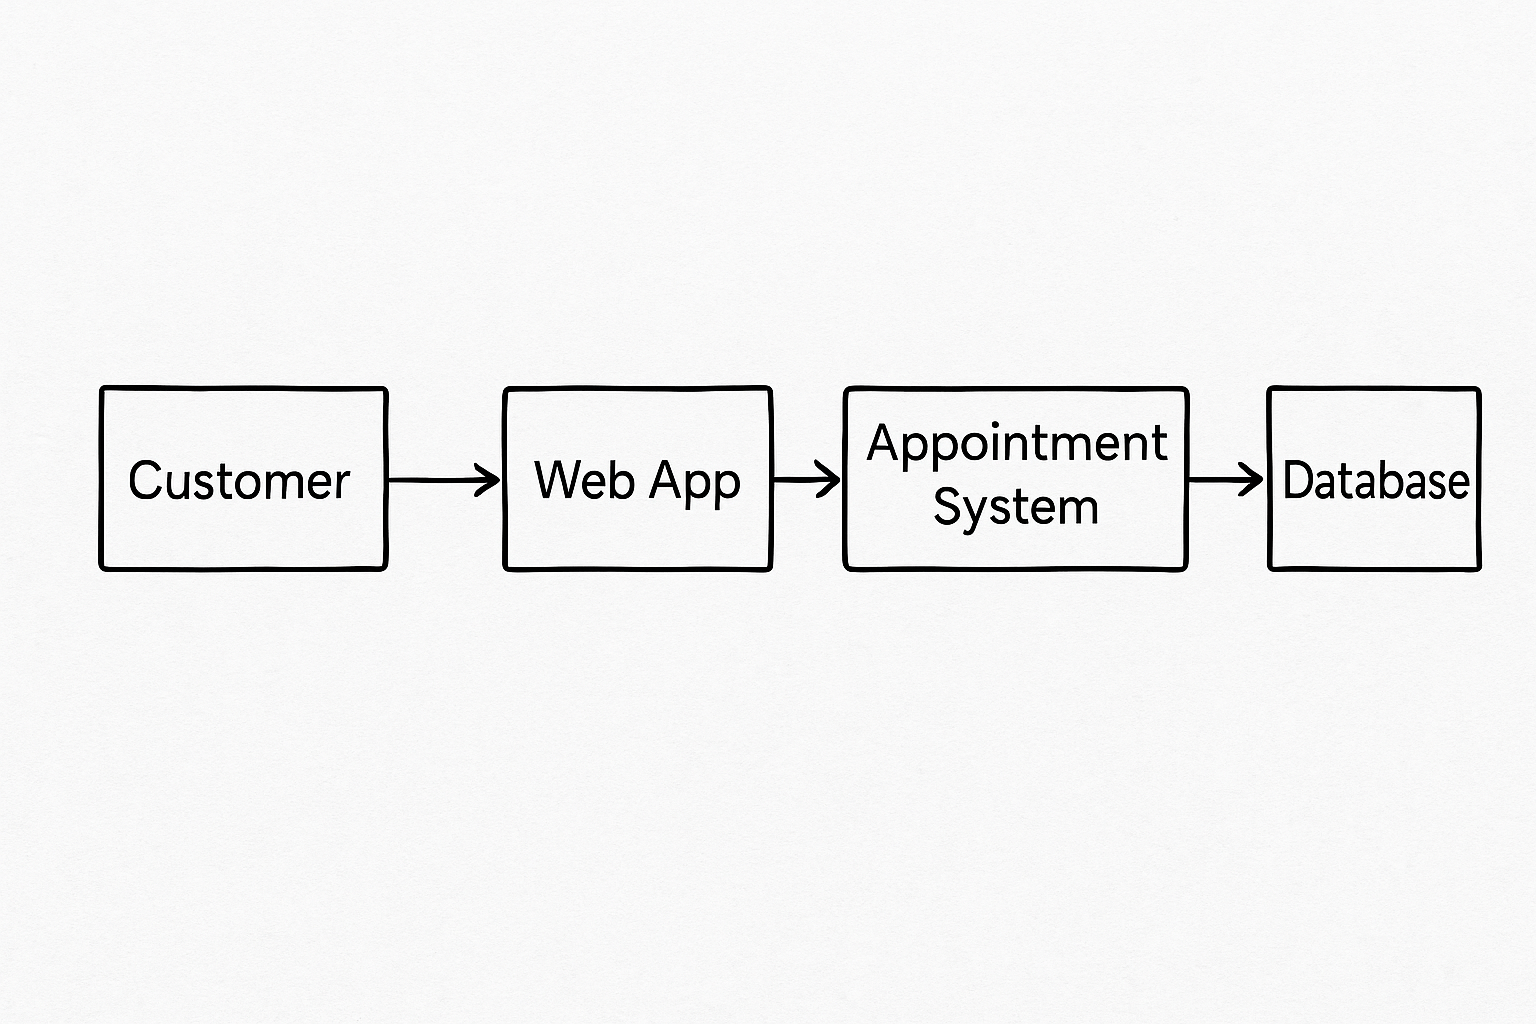 Customer
Web App
Appointment
System
Database